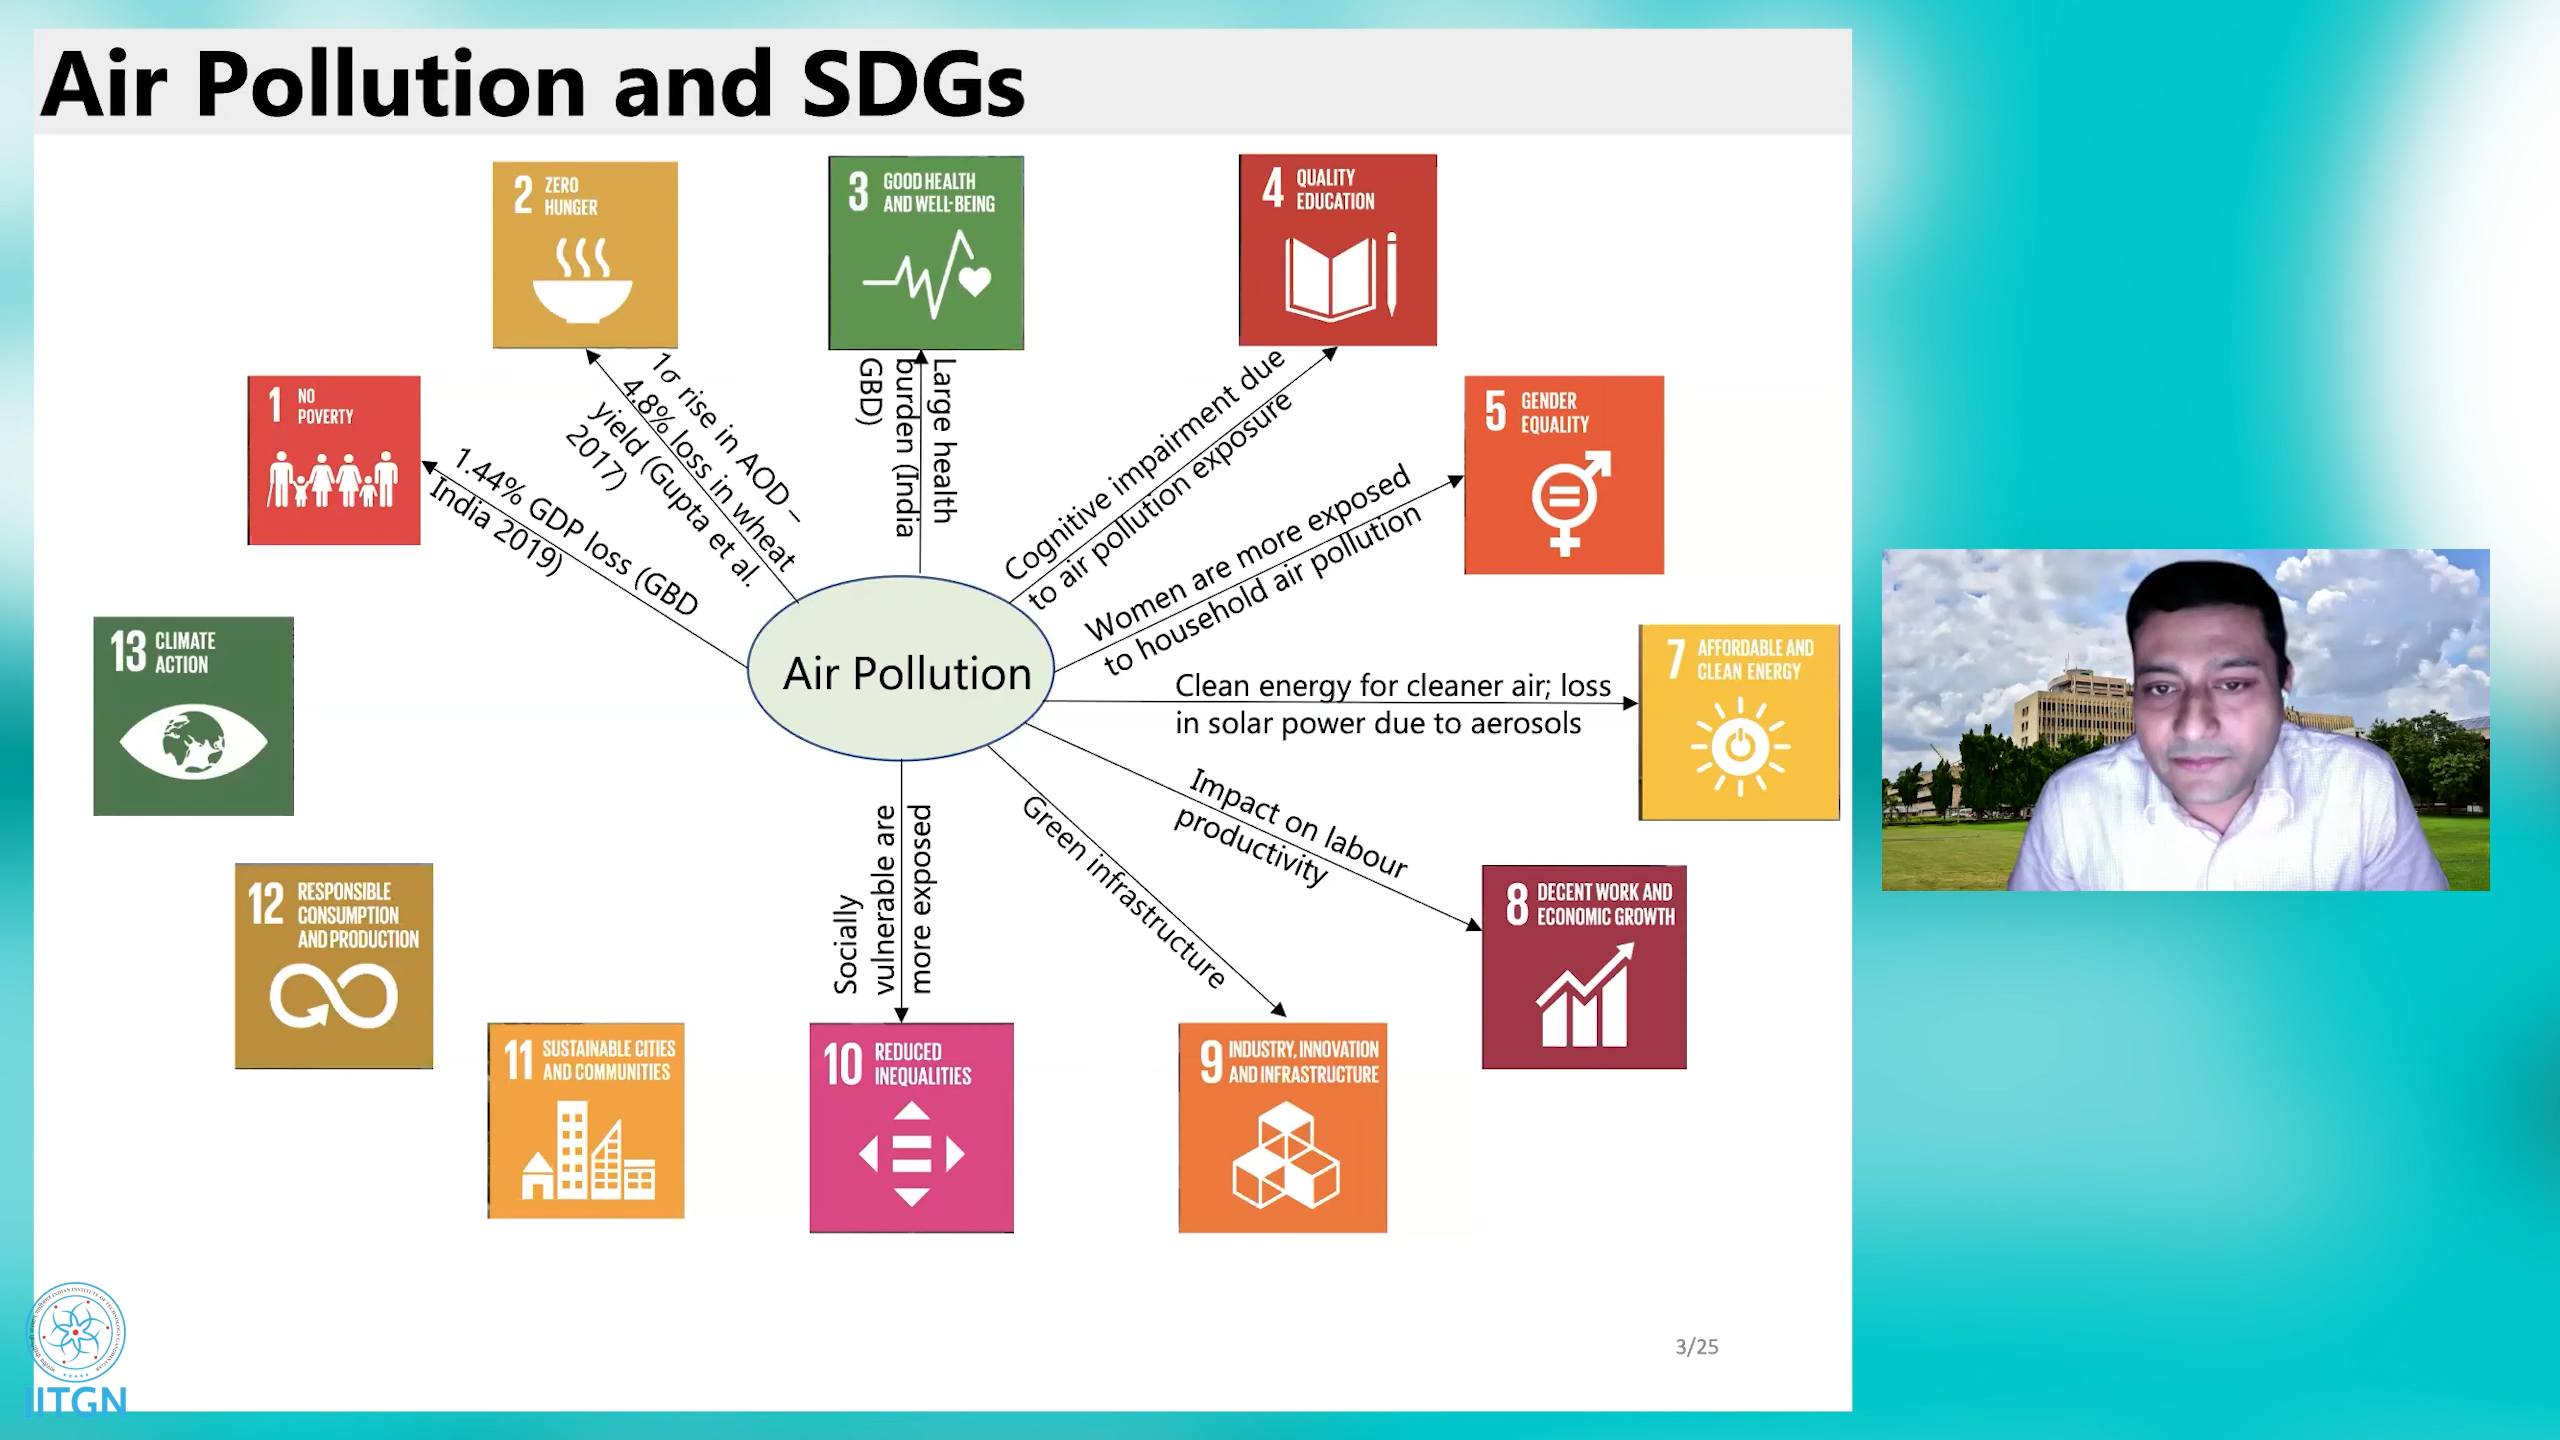 Air Pollution and SDGs
2 ZERO
HUNGER
3 GOOD HEALTH
AND WELL-BEING
4 QUALITY
EDUCATION
1 NO
POVERTY
5 GENDER
EQUALITY
1.44% GDP loss (GBD
India 2019)
1σ rise in AOD –
4.8% loss in wheat
yield (Gupta et al.
2017)
Large health
burden (India
GBD)
Cognitive impairment due
to air pollution exposure
Women are more exposed
to household air pollution
13 CLIMATE
ACTION
Air Pollution
Clean energy for cleaner air; loss
in solar power due to aerosols
7 AFFORDABLE AND
CLEAN ENERGY
Impact on labour
productivity
Green infrastructure
Socially
vulnerable are
more exposed
12 RESPONSIBLE
CONSUMPTION
AND PRODUCTION
8 DECENT WORK AND
ECONOMIC GROWTH
11 SUSTAINABLE CITIES
AND COMMUNITIES
10 REDUCED
INEQUALITIES
9 INDUSTRY, INNOVATION
AND INFRASTRUCTURE
3/25
IITGN